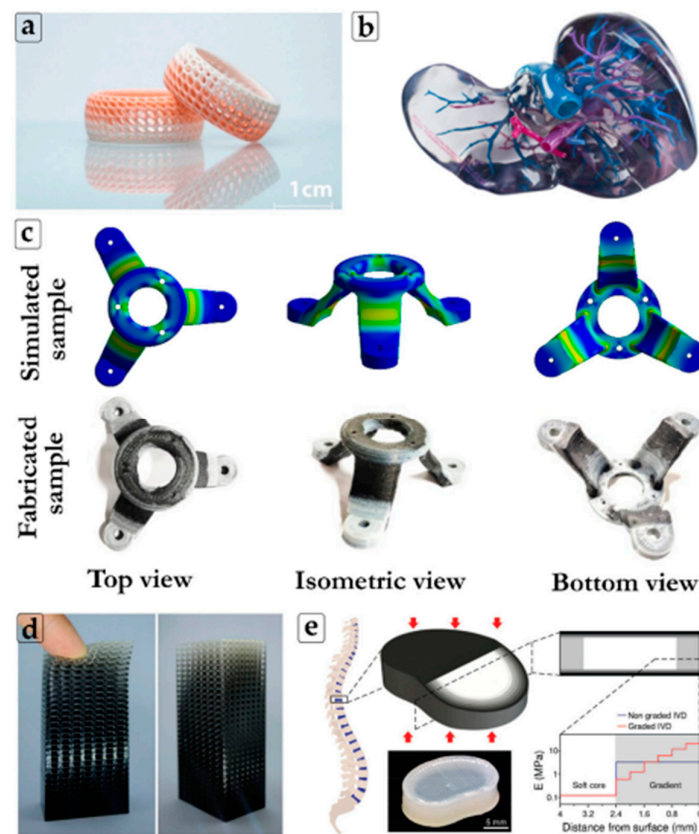 a
b
1cm
c
Simulated
sample
Fabricated
sample
Top view
Isometric view
Bottom view
d
e
5 mm
Non graded IVD
Graded IVD
E (MPa)
10
1
0.1
Soft core
Gradient
4 3.2 2.4 1.6 0.8
Distance from surface (mm)